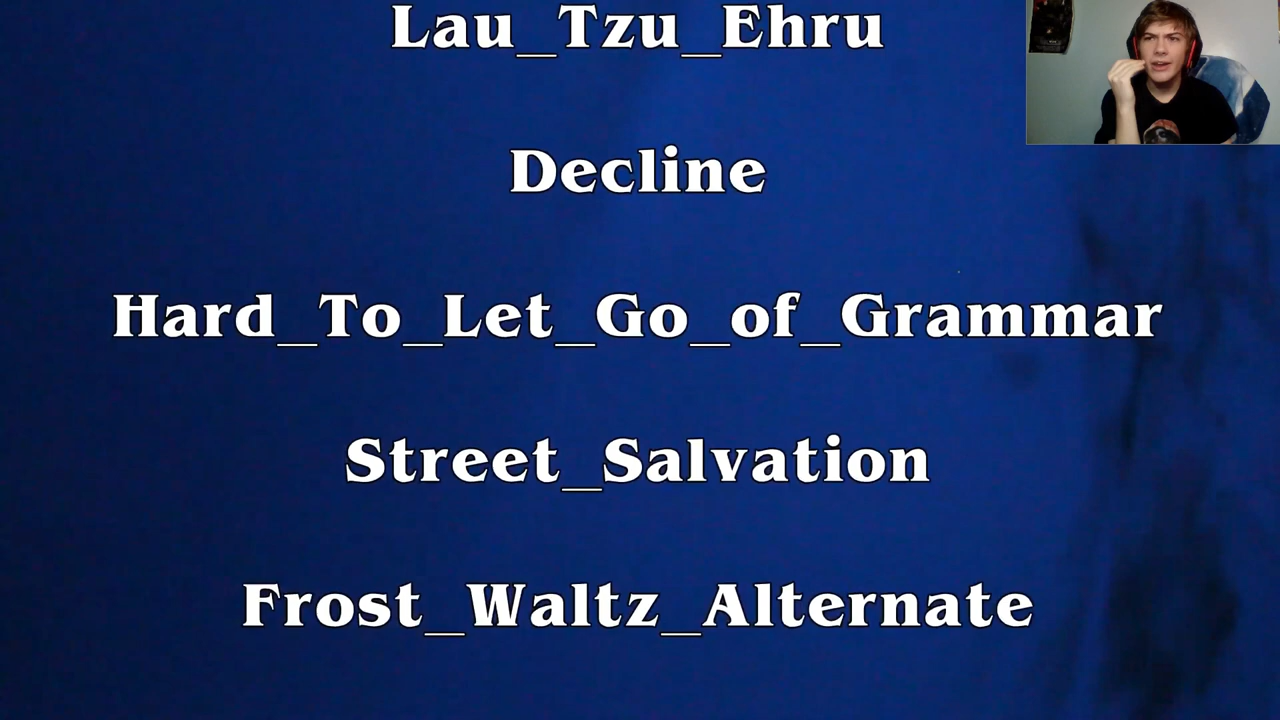 Lau_Tzu_Ehru
Decline
Hard_To_Let_Go_of_Grammar
Street_Salvation
Frost_Waltz_Alternate